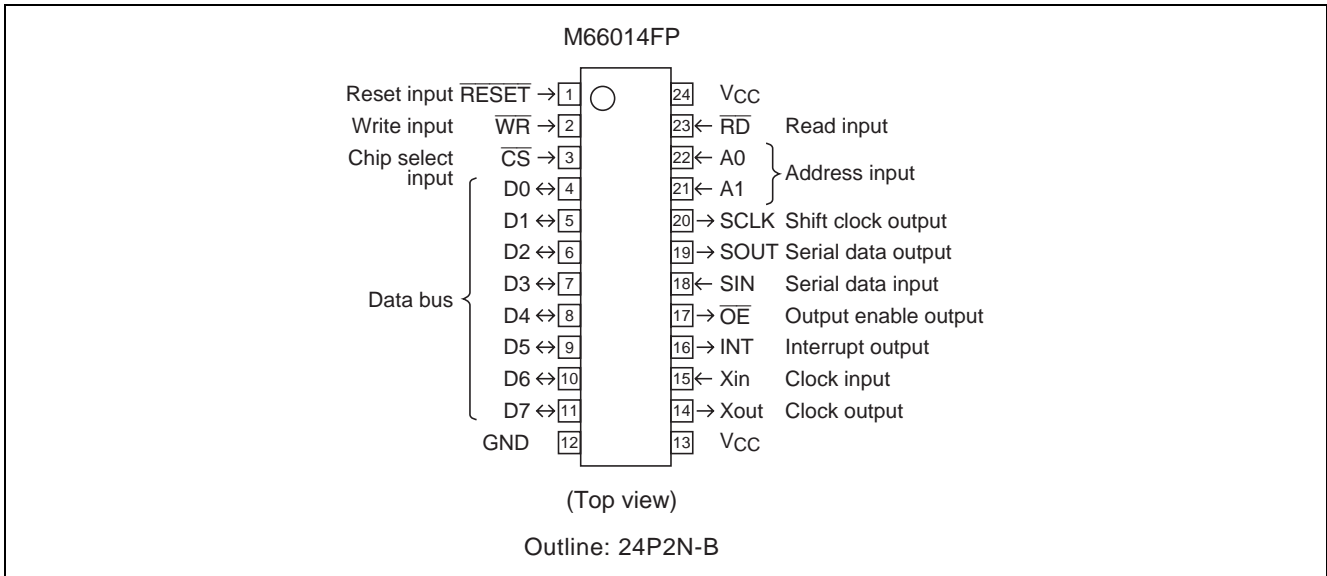 M66014FP
Reset input RESET → 1 24 VCC
Write input WR → 2 23 ← RD Read input
Chip select input CS → 3 22 ← A0 Address input
D0 ↔ 4 21 ← A1
D1 ↔ 5 20 → SCLK Shift clock output
D2 ↔ 6 19 → SOUT Serial data output
D3 ↔ 7 18 ← SIN Serial data input
Data bus D4 ↔ 8 17 → OE Output enable output
D5 ↔ 9 16 → INT Interrupt output
D6 ↔ 10 15 ← Xin Clock input
D7 ↔ 11 14 → Xout Clock output
GND 12 13 VCC
(Top view)
Outline: 24P2N-B